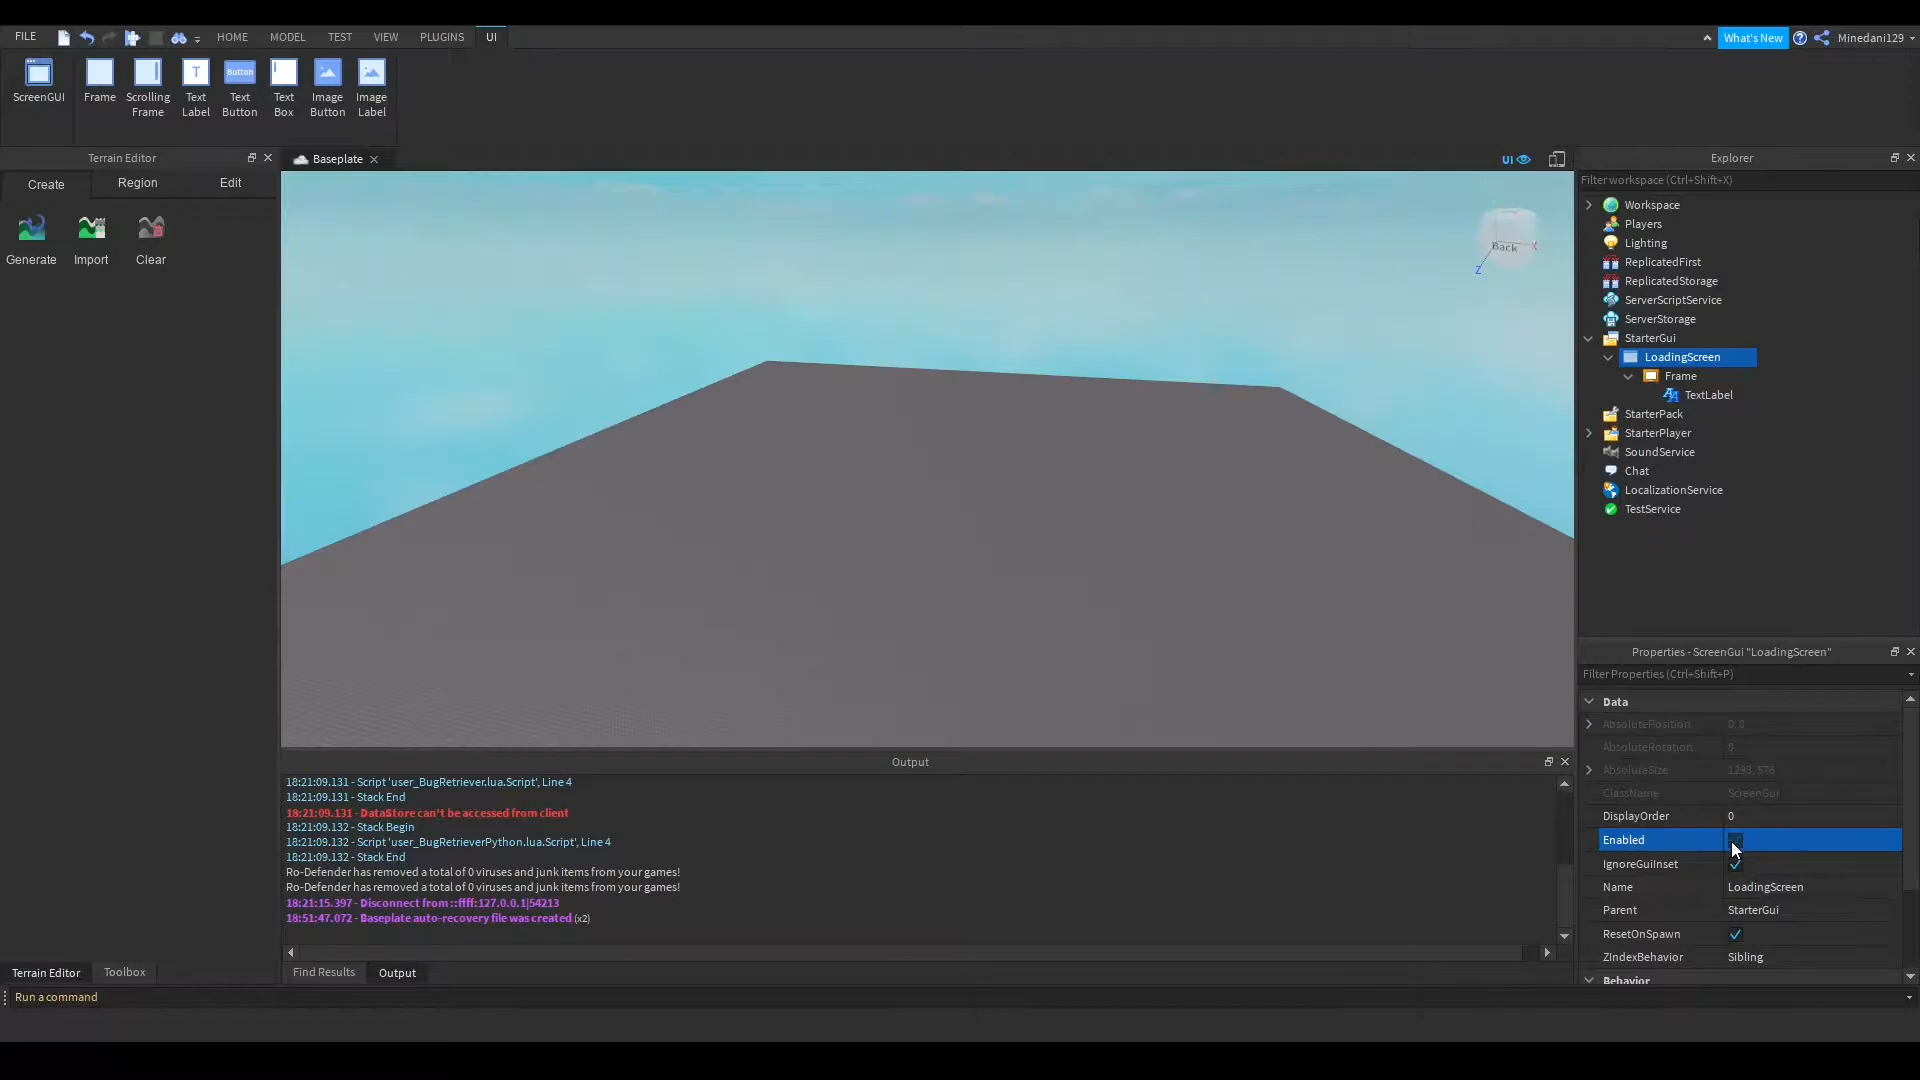 FILE
HOME
MODEL
TEST
VIEW
PLUGINS
UI
What's New
Minedani129
ScreenGUI
Frame
Scrolling
Frame
Text
Label
Button
Text
Button
Text
Box
Image
Button
Image
Label
Terrain Editor
Create
Region
Edit
Generate
Import
Clear
Baseplate
UI
Back
X
Z
Explorer
Filter workspace (Ctrl+Shift+X)
Workspace
Players
Lighting
ReplicatedFirst
ReplicatedStorage
ServerScriptService
ServerStorage
StarterGui
LoadingScreen
Frame
TextLabel
StarterPack
StarterPlayer
SoundService
Chat
LocalizationService
TestService
Properties - ScreenGui "LoadingScreen"
Filter Properties (Ctrl+Shift+P)
Data
AbsolutePosition 0, 0
AbsoluteRotation 0
AbsoluteSize 1293, 576
ClassName ScreenGui
DisplayOrder 0
Enabled
IgnoreGuiInset
Name LoadingScreen
Parent StarterGui
ResetOnSpawn
ZIndexBehavior Sibling
Behavior
Output
18:21:09.131 - Script 'user_BugRetriever.lua.Script', Line 4
18:21:09.131 - Stack End
18:21:09.131 - DataStore can't be accessed from client
18:21:09.132 - Stack Begin
18:21:09.132 - Script 'user_BugRetrieverPython.lua.Script', Line 4
18:21:09.132 - Stack End
Ro-Defender has removed a total of 0 viruses and junk items from your games!
Ro-Defender has removed a total of 0 viruses and junk items from your games!
18:21:15.397 - Disconnect from ::ffff:127.0.0.1|54213
18:51:47.072 - Baseplate auto-recovery file was created (x2)
Terrain Editor
Toolbox
Find Results
Output
Run a command